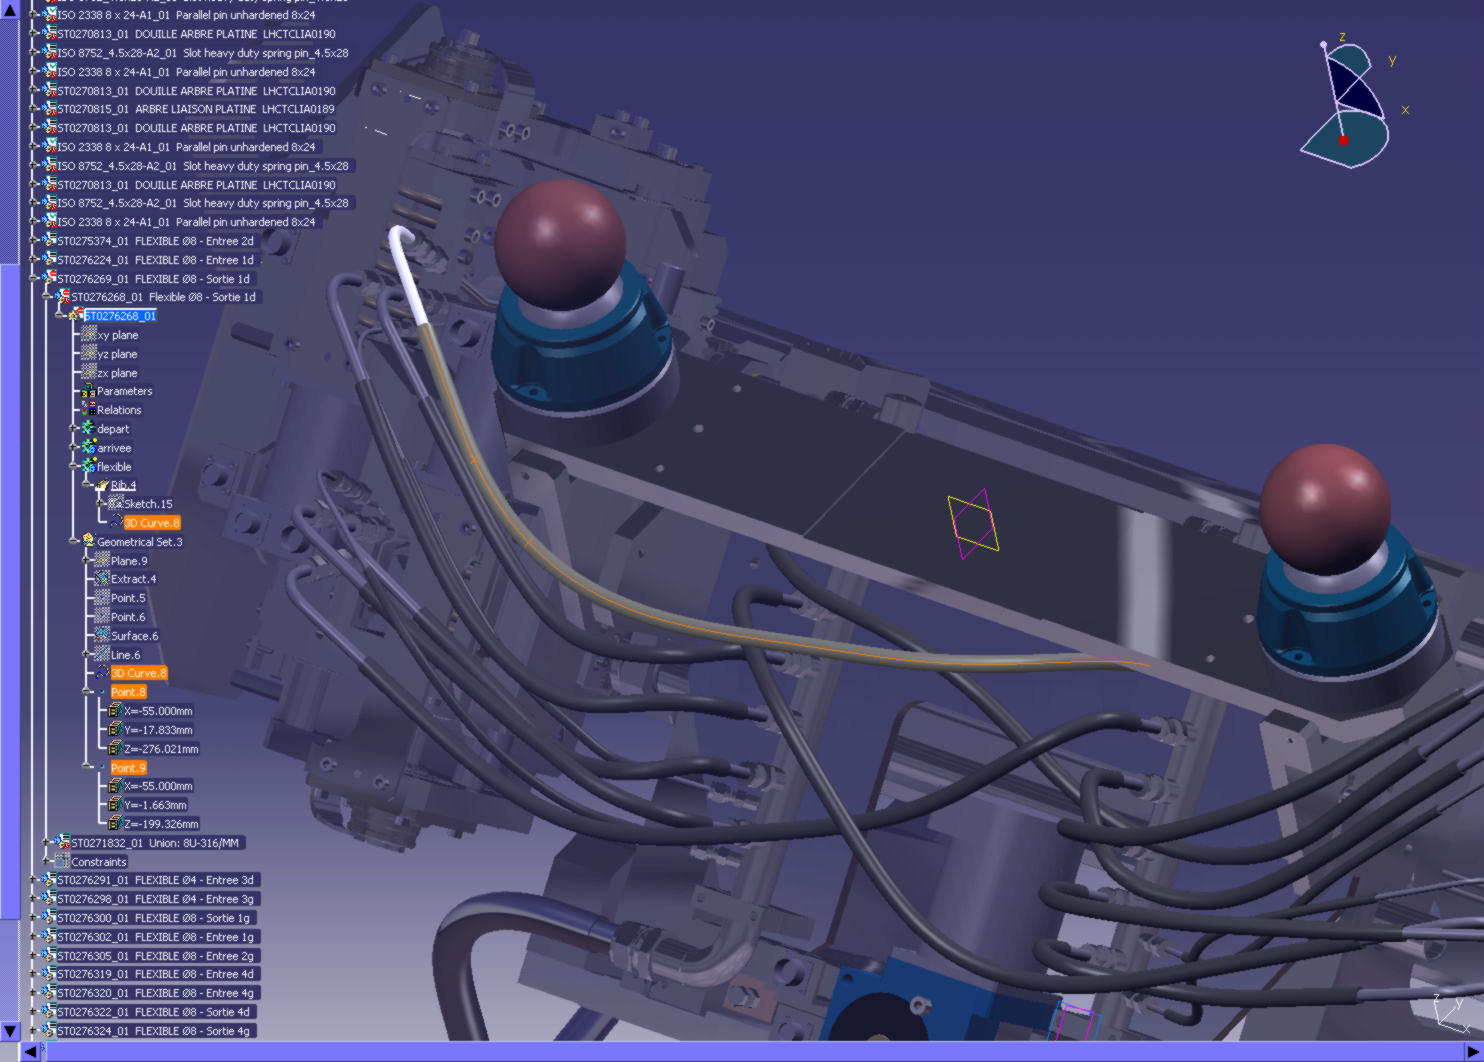 ISO 2338 8 x 24-A1_01 Parallel pin unhardened 8x24
ST0270813_01 DOUILLE ARBRE PLATINE LHCTCLIA0190
ISO 8752_4.5x28-A2_01 Slot heavy duty spring pin_4.5x28
ISO 2338 8 x 24-A1_01 Parallel pin unhardened 8x24
ST0270813_01 DOUILLE ARBRE PLATINE LHCTCLIA0190
ST0270815_01 ARBRE LIAISON PLATINE LHCTCLIA0189
ST0270813_01 DOUILLE ARBRE PLATINE LHCTCLIA0190
ISO 2338 8 x 24-A1_01 Parallel pin unhardened 8x24
ISO 8752_4.5x28-A2_01 Slot heavy duty spring pin_4.5x28
ST0270813_01 DOUILLE ARBRE PLATINE LHCTCLIA0190
ISO 8752_4.5x28-A2_01 Slot heavy duty spring pin_4.5x28
ISO 2338 8 x 24-A1_01 Parallel pin unhardened 8x24
ST0275374_01 FLEXIBLE Ø8 - Entree 2d
ST0276224_01 FLEXIBLE Ø8 - Entree 1d
ST0276269_01 FLEXIBLE Ø8 - Sortie 1d
ST0276268_01 Flexible Ø8 - Sortie 1d
ST0276268_01
xy plane
yz plane
zx plane
Parameters
Relations
depart
arrivee
flexible
Rib.4
Sketch.15
3D Curve.8
Geometrical Set.3
Plane.9
Extract.4
Point.5
Point.6
Surface.6
Line.6
3D Curve.8
Point.8
X=-55.000mm
Y=-17.833mm
Z=-276.021mm
Point.9
X=-55.000mm
Y=-1.663mm
Z=-199.326mm
ST0271832_01 Union: 8U-316/MM
Constraints
ST0276291_01 FLEXIBLE Ø4 - Entree 3d
ST0276298_01 FLEXIBLE Ø4 - Entree 3g
ST0276300_01 FLEXIBLE Ø8 - Sortie 1g
ST0276302_01 FLEXIBLE Ø8 - Entree 1g
ST0276305_01 FLEXIBLE Ø8 - Entree 2g
ST0276319_01 FLEXIBLE Ø8 - Entree 4d
ST0276320_01 FLEXIBLE Ø8 - Entree 4g
ST0276322_01 FLEXIBLE Ø8 - Sortie 4d
ST0276324_01 FLEXIBLE Ø8 - Sortie 4g
z
y
x
z
y
x